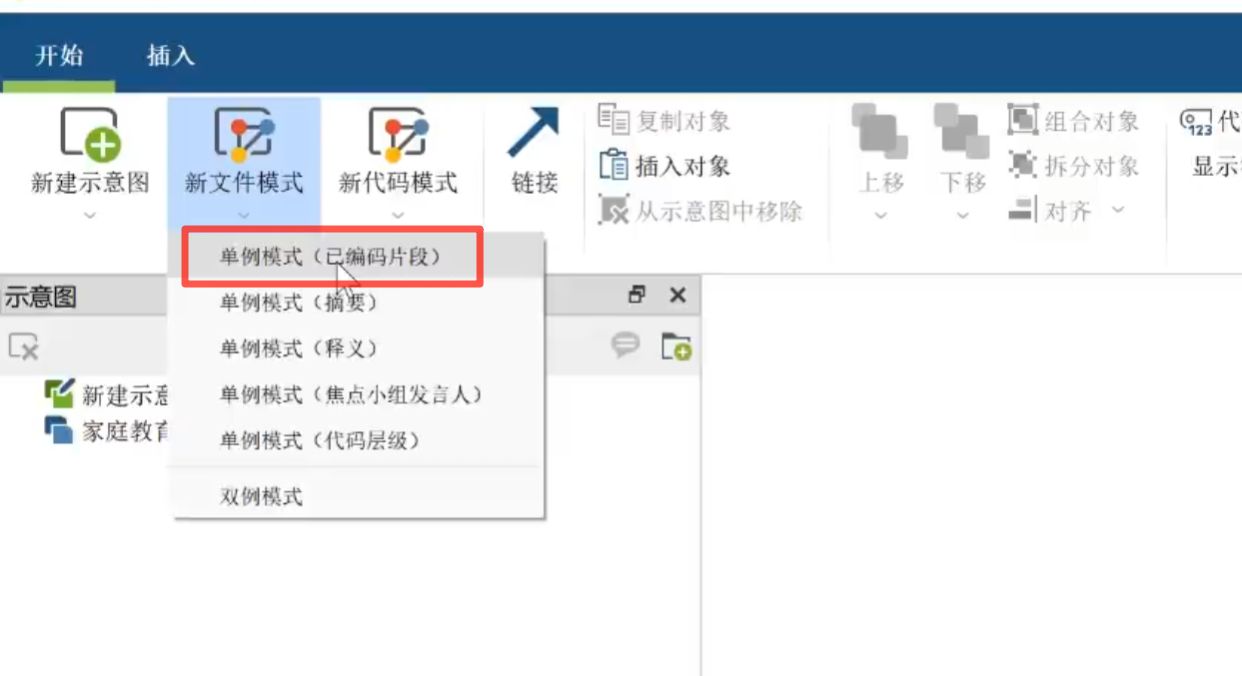 开始 插入
新建示意图 新文件模式 新代码模式 链接
复制对象
插入对象
从示意图中移除
上移 下移
组合对象
拆分对象
对齐
123 代
显示
示意图
新建示意
家庭教育
单例模式（已编码片段）
单例模式（摘要）
单例模式（释义）
单例模式（焦点小组发言人）
单例模式（代码层级）
双例模式